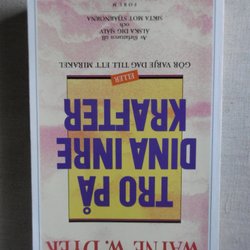 WAYNE W. DYER
TRO PÅ
DINA INRE
KRAFTER
ELLER
GÖR VARJE DAG TILL ETT MIRAKEL
Av författaren till
ÄLSKA DIG SJÄLV
och
SIKTA MOT STJÄRNORNA
FORUM